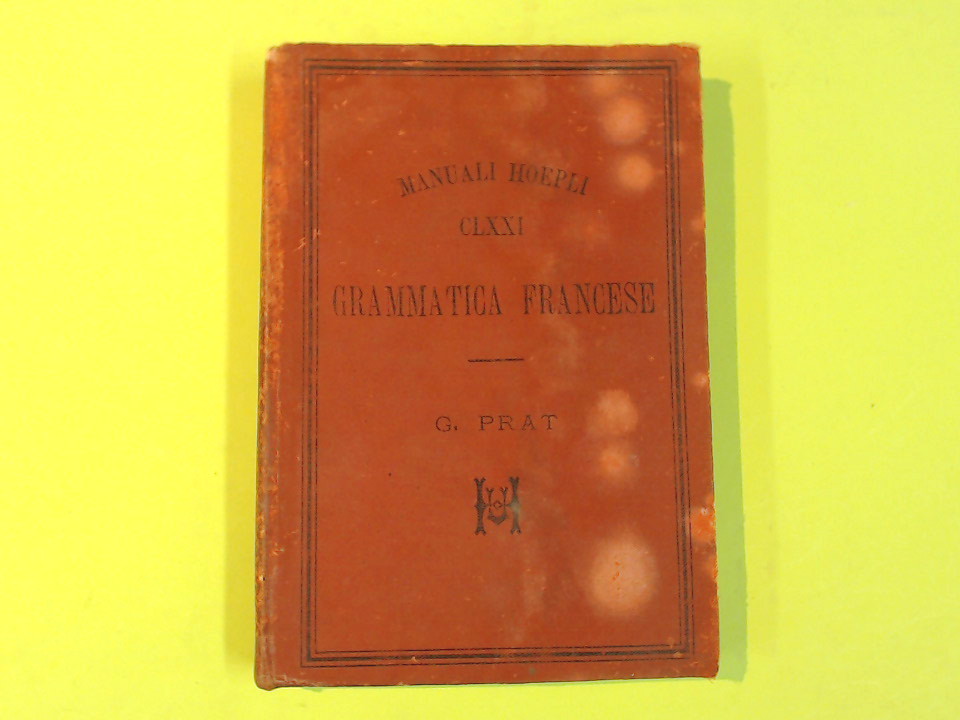 MANUALI HOEPLI
CLXXI
GRAMMATICA FRANCESE
G. PRAT